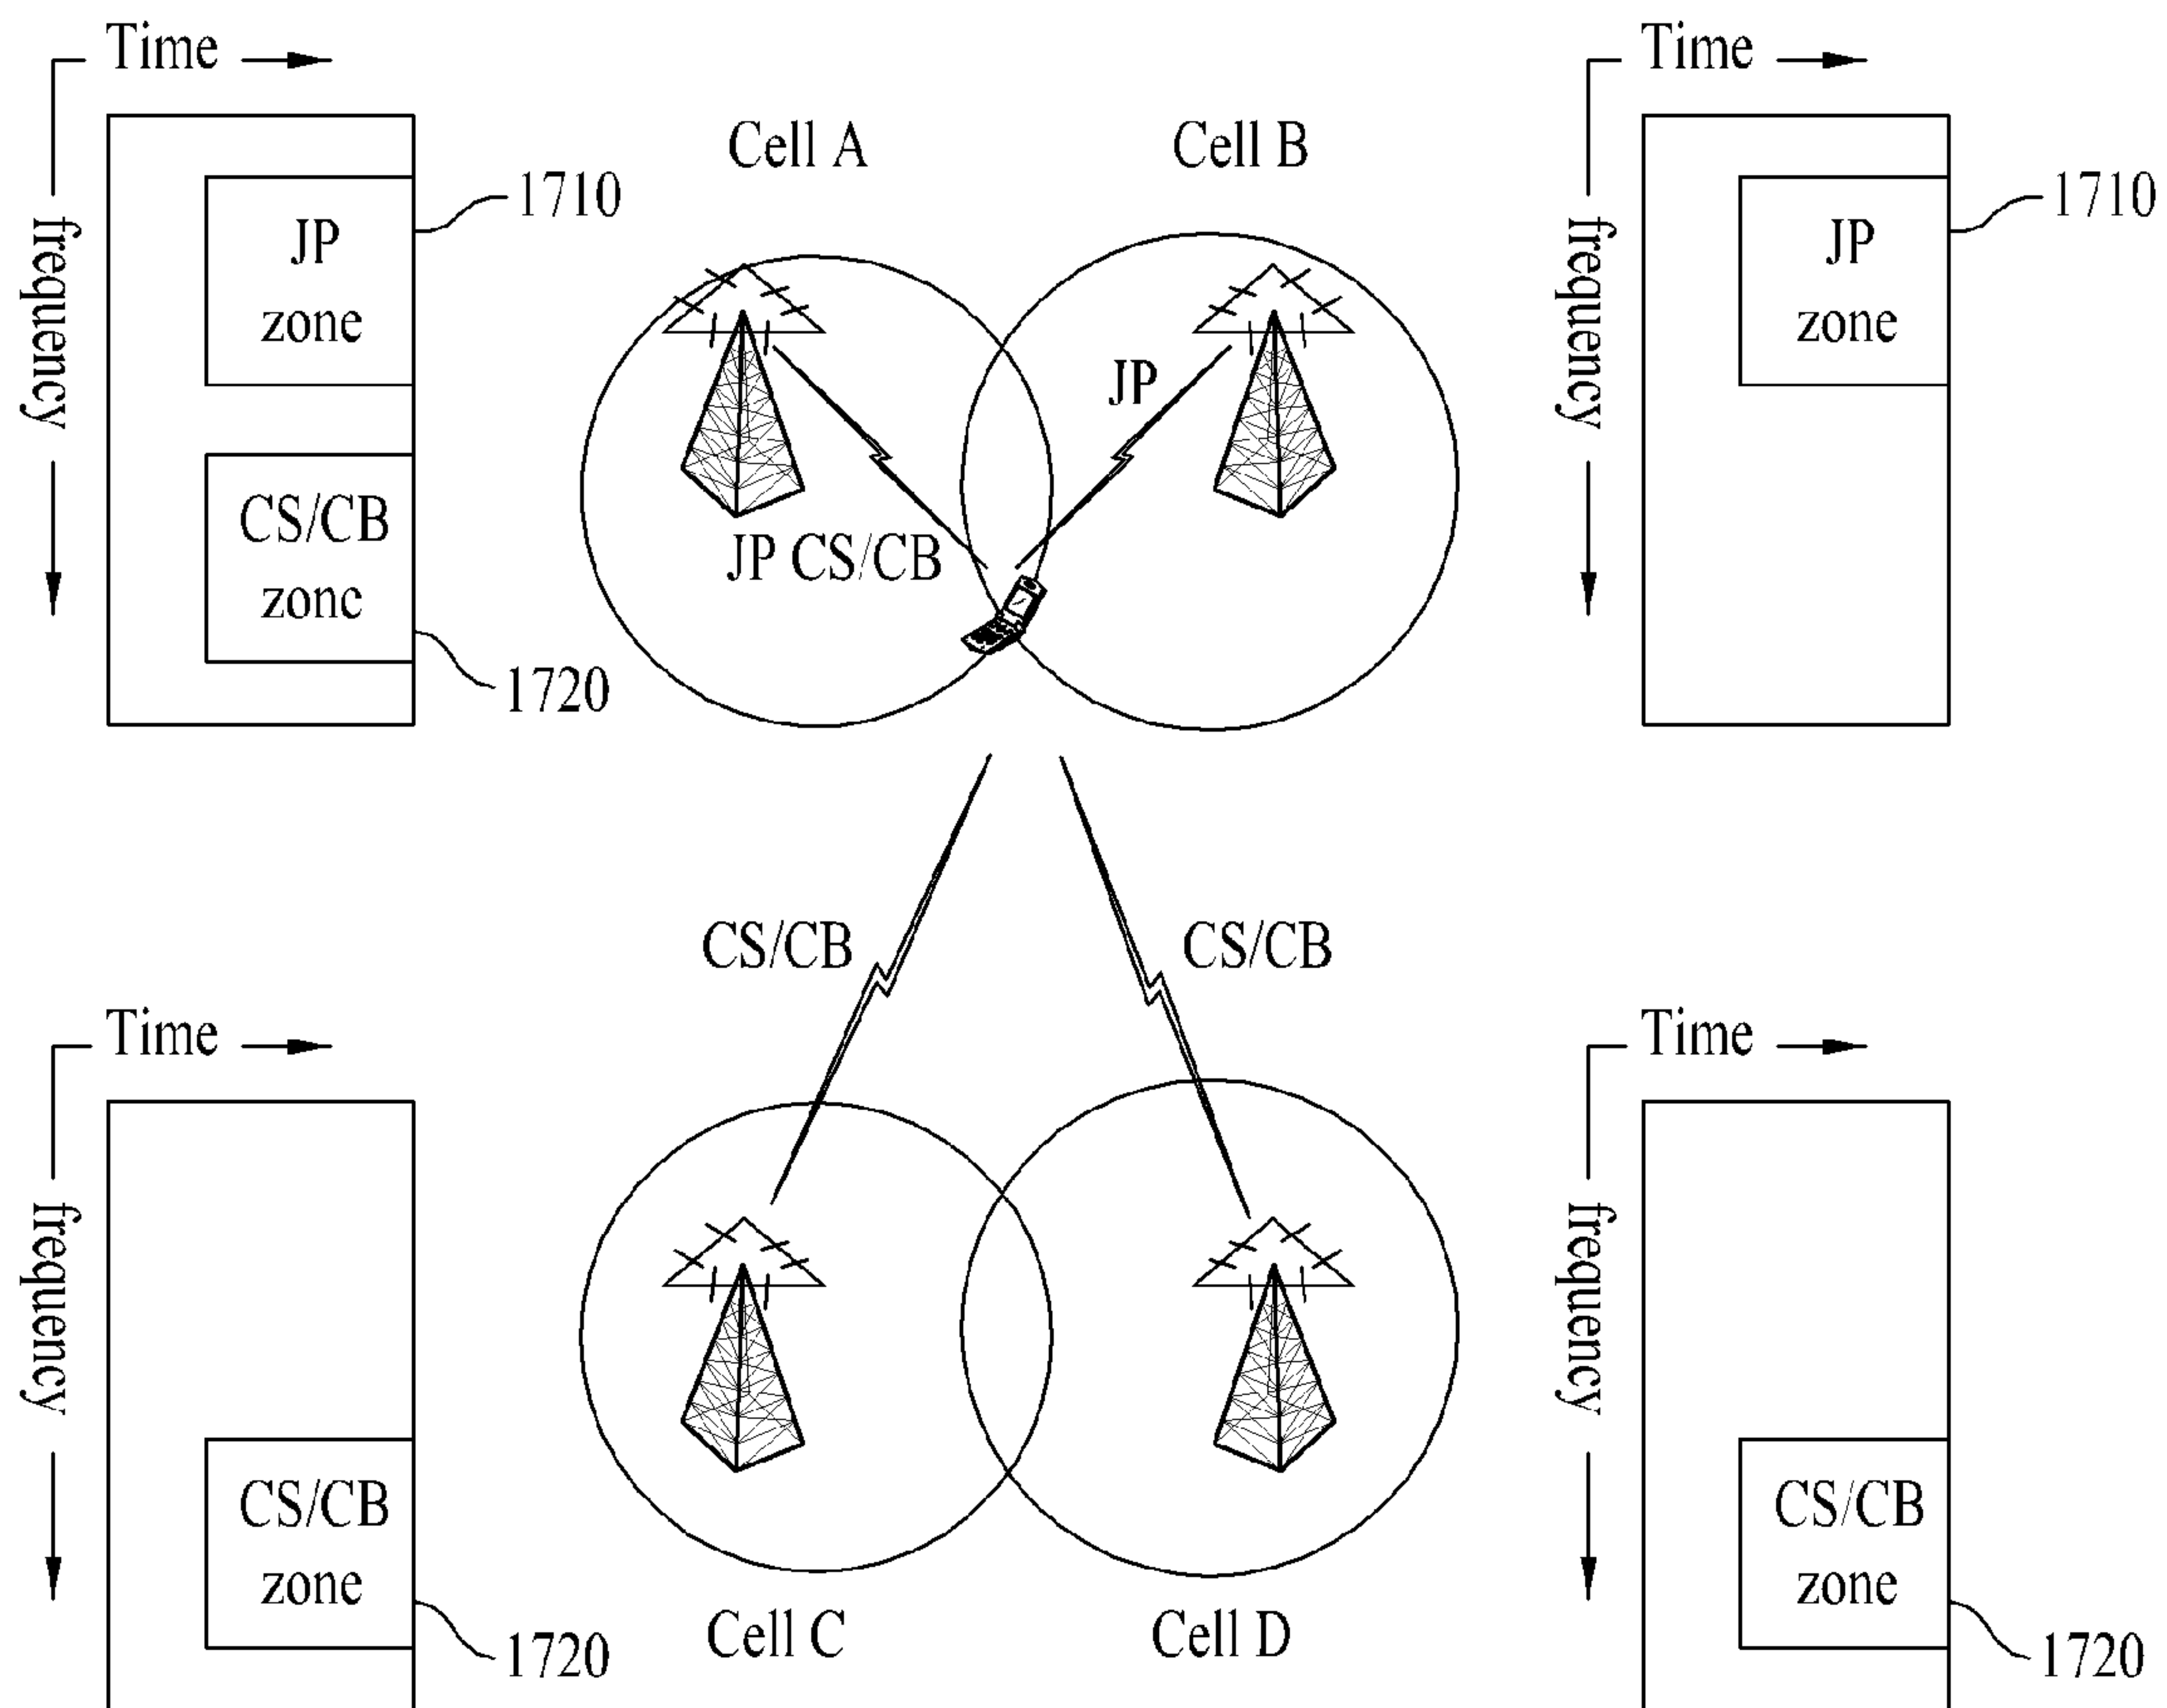 Time
frequency
JP
zone
1710
CS/CB
zonc
1720
Cell A
Cell B
JP
JP CS/CB
Time
frequency
JP
zone
1710
CS/CB
CS/CB
Time
frequency
CS/CB
zone
1720
Cell C
Cell D
Time
frequency
CS/CB
zone
1720